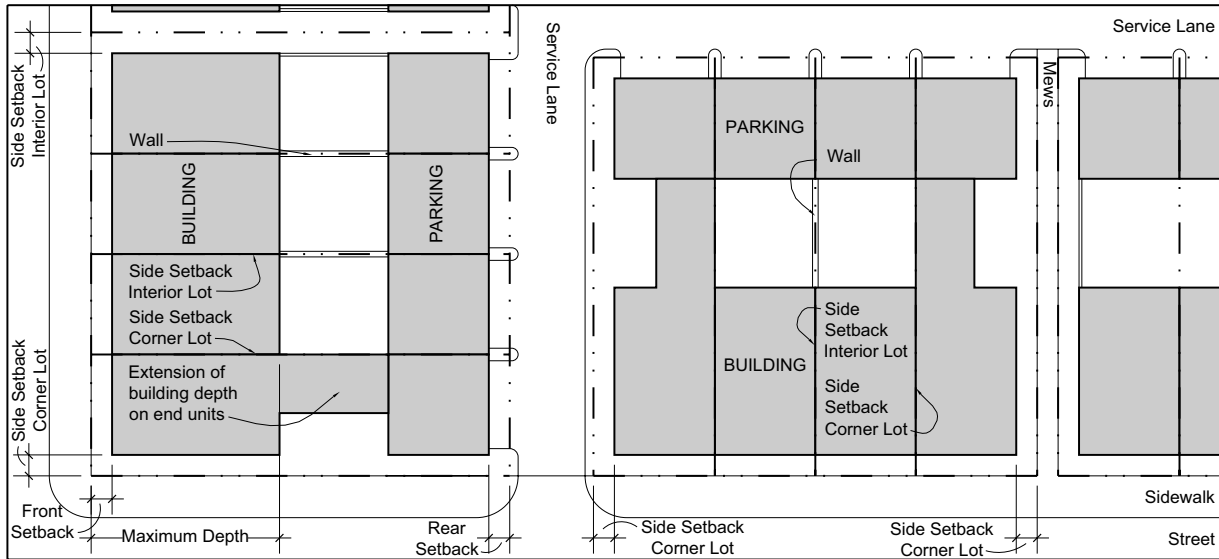 Service Lane
Service Lane
Mews
Side Setback
Interior Lot
Wall
BUILDING
PARKING
Side Setback
Interior Lot
Side Setback
Corner Lot
Extension of
building depth
on end units
Side Setback
Corner Lot
PARKING
Wall
Side
Setback
Interior Lot
BUILDING
Side
Setback
Corner Lot
Sidewalk
Front
Setback
Maximum Depth
Rear
Setback
Side Setback
Corner Lot
Side Setback
Corner Lot
Street